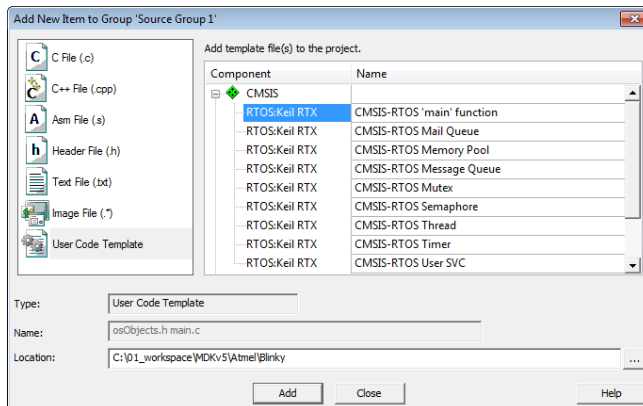 Add New Item to Group 'Source Group 1'
C File (.c)
C++ File (.cpp)
Asm File (.s)
Header File (.h)
Text File (.txt)
Image File (.*)
User Code Template
Add template file(s) to the project.
Component Name
CMSIS
RTOS:Keil RTX CMSIS-RTOS 'main' function
RTOS:Keil RTX CMSIS-RTOS Mail Queue
RTOS:Keil RTX CMSIS-RTOS Memory Pool
RTOS:Keil RTX CMSIS-RTOS Message Queue
RTOS:Keil RTX CMSIS-RTOS Mutex
RTOS:Keil RTX CMSIS-RTOS Semaphore
RTOS:Keil RTX CMSIS-RTOS Thread
RTOS:Keil RTX CMSIS-RTOS Timer
RTOS:Keil RTX CMSIS-RTOS User SVC
Type: User Code Template
Name: osObjects.h main.c
Location: C:\01_workspace\MDKv5\Atmel\Blinky ...
Add Close Help